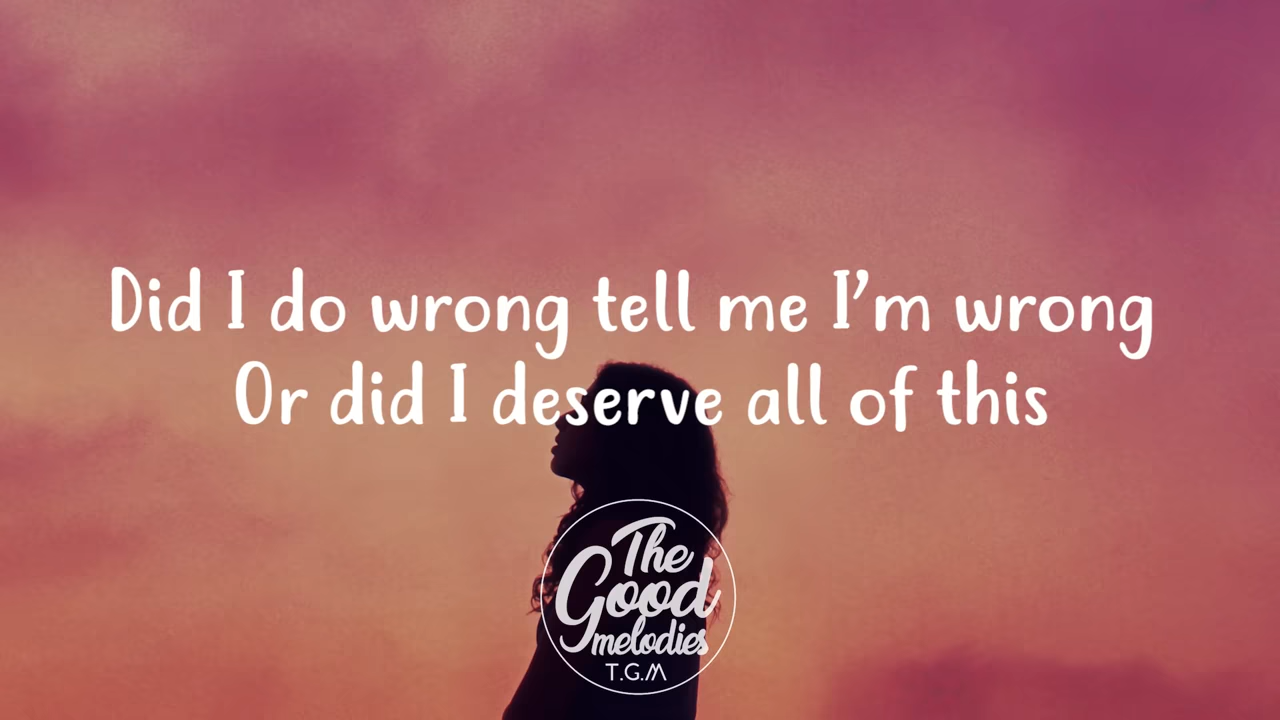 Did I do wrong tell me I'm wrong
Or did I deserve all of this
The
Good
melodies
T.G.M